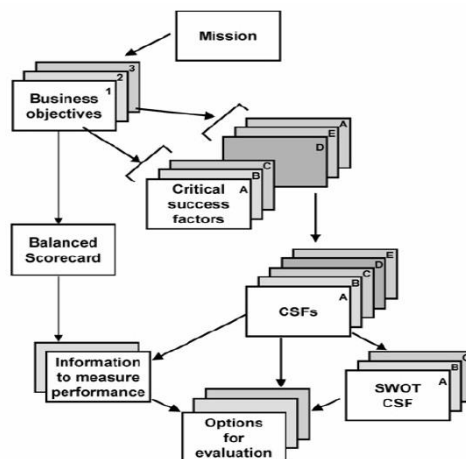 Mission
3
2
1
Business
objectives
A
E
D
C
B
A
Critical
success
factors
Balanced
Scorecard
E
D
C
B
A
CSFs
C
B
A
SWOT
CSF
Information
to measure
performance
Options
for
evaluation